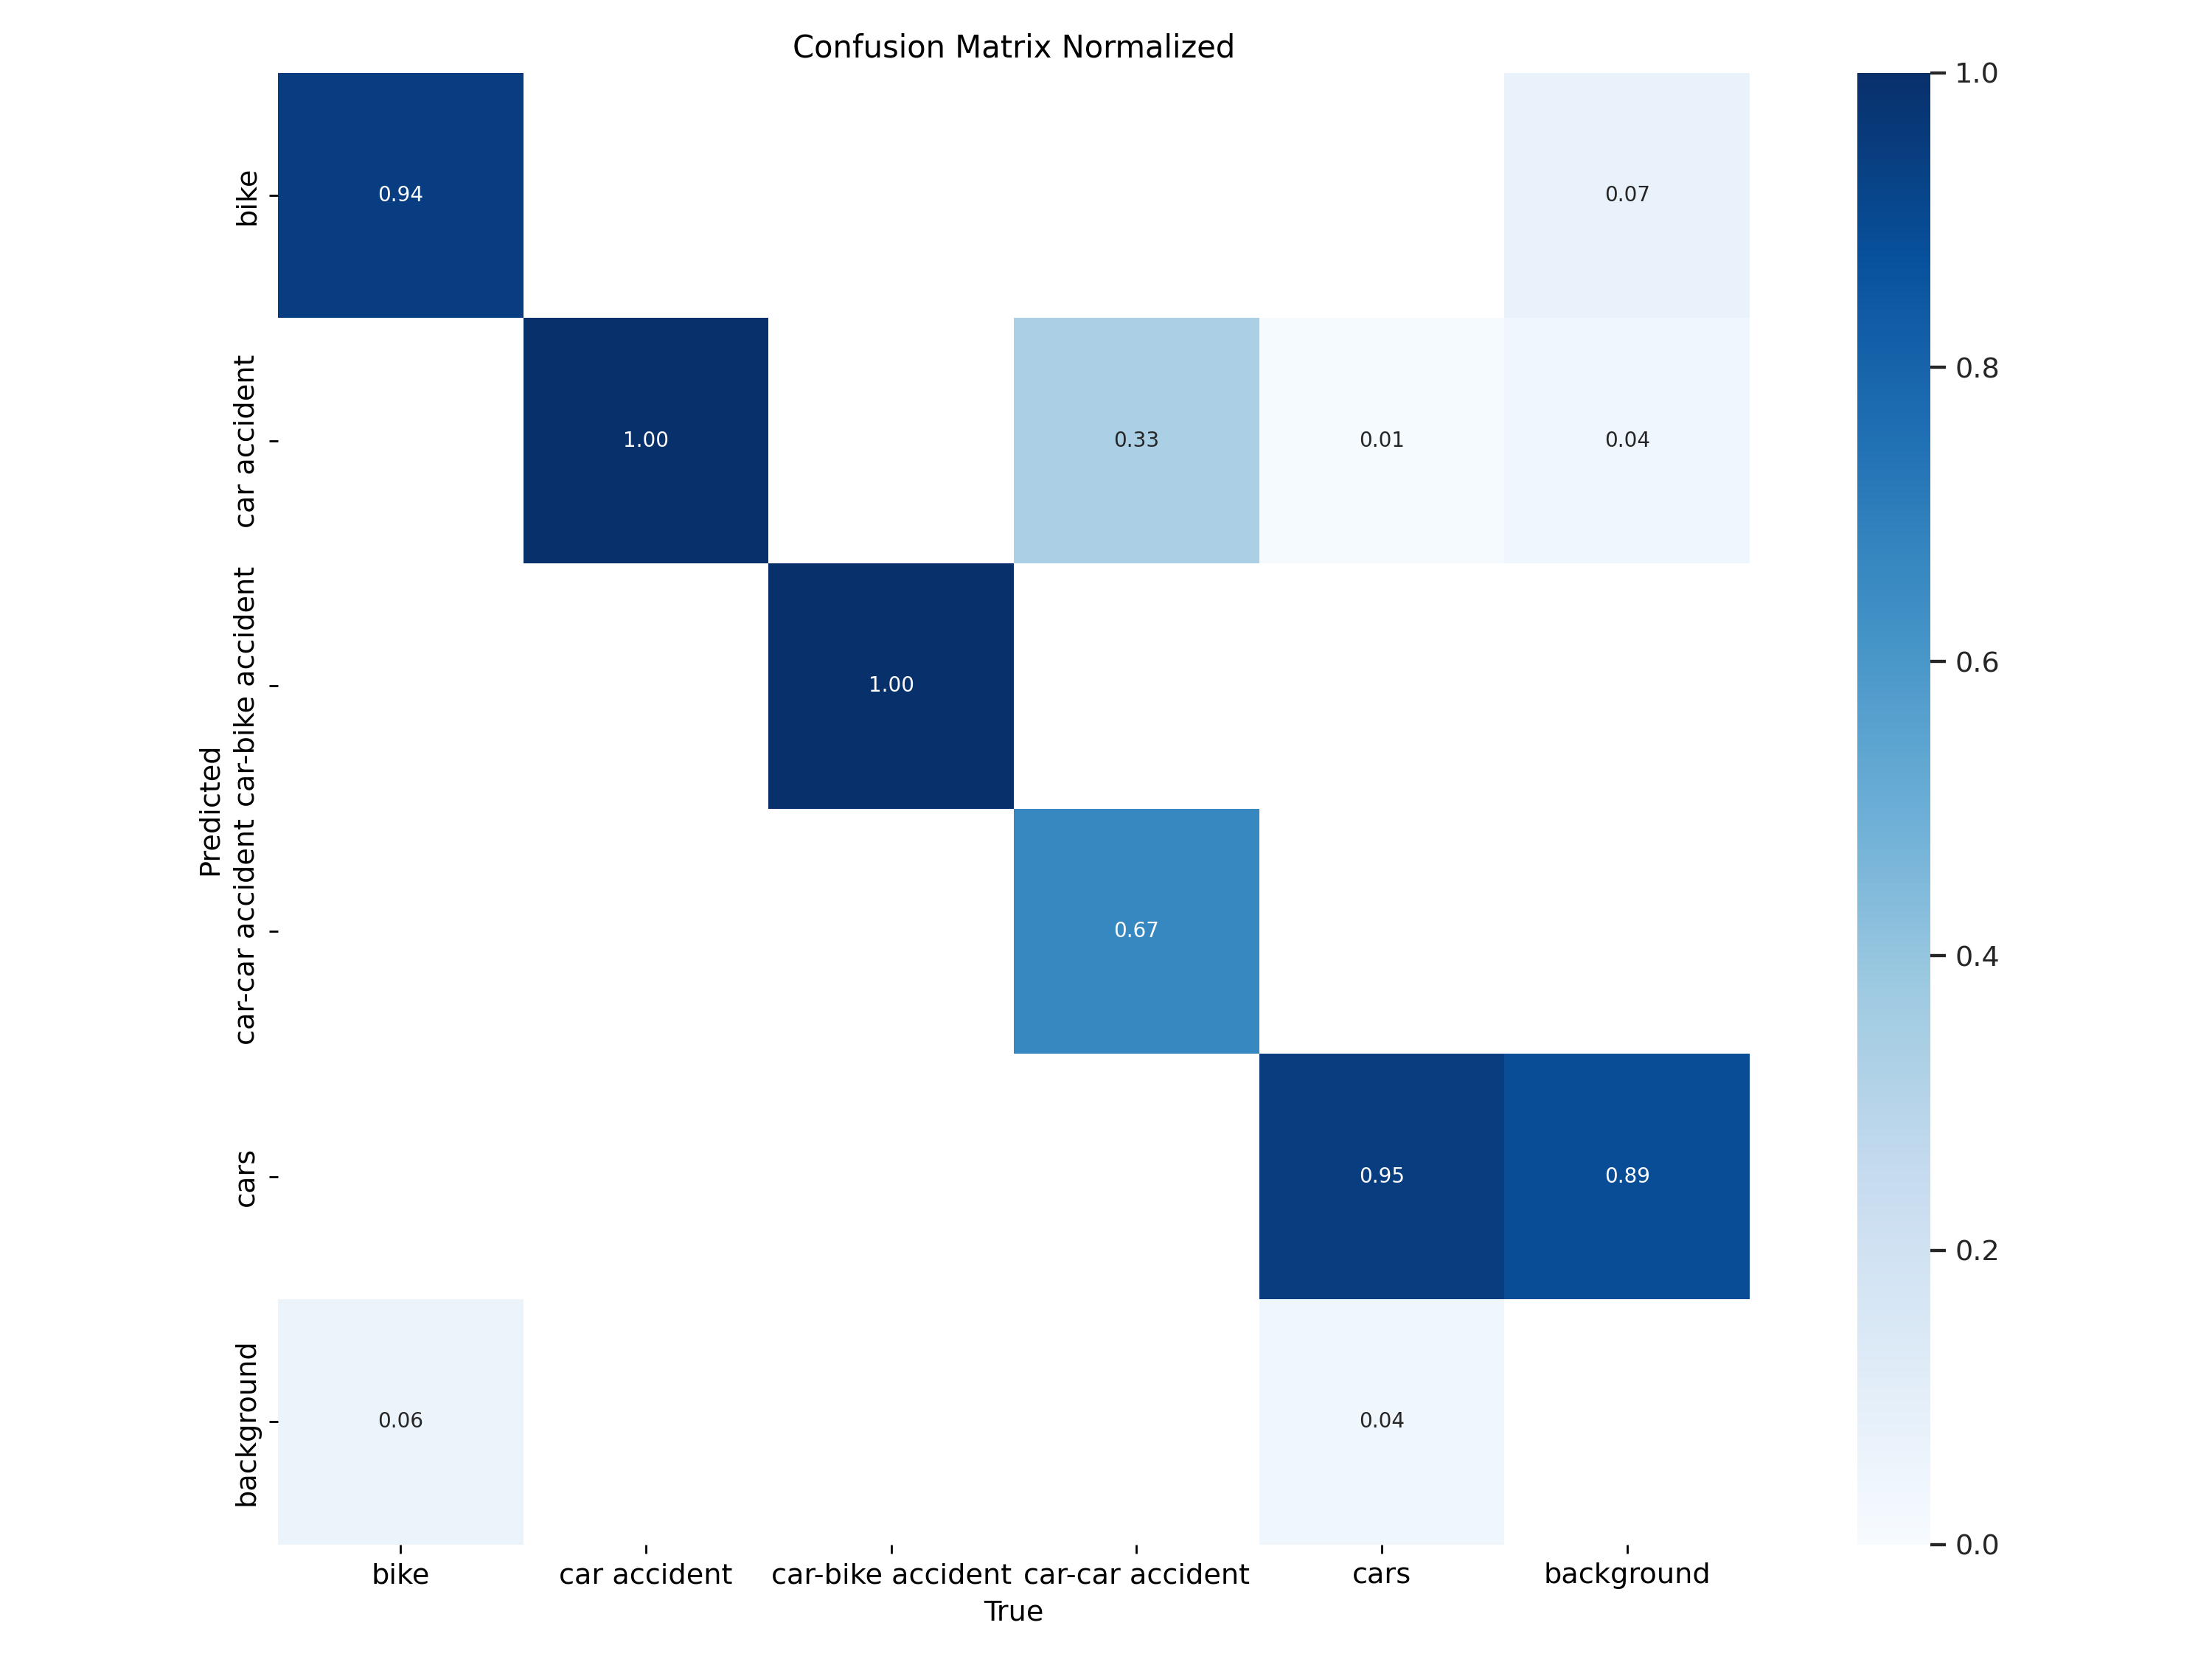 Confusion Matrix Normalized
bike
0.94
0.07
car accident
1.00
0.33
0.01
0.04
car-bike accident
1.00
car-car accident
0.67
cars
0.95
0.89
background
0.06
0.04
Predicted
bike
car accident
car-bike accident
car-car accident
cars
background
True
1.0
0.8
0.6
0.4
0.2
0.0